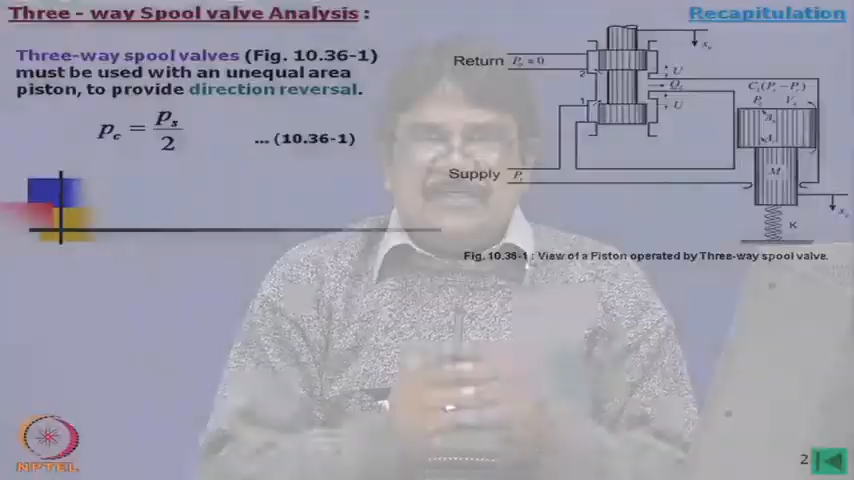 Three - way Spool valve Analysis :
Recapitulation
Three-way spool valves (Fig. 10.36-1)
must be used with an unequal area
piston, to provide direction reversal.
p_c = p_s / 2 ... (10.36-1)
Return
2
U
U
1
Supply
M
K
Fig. 10.36-1 : View of a Piston operated by Three-way spool valve.
NPTEL
2